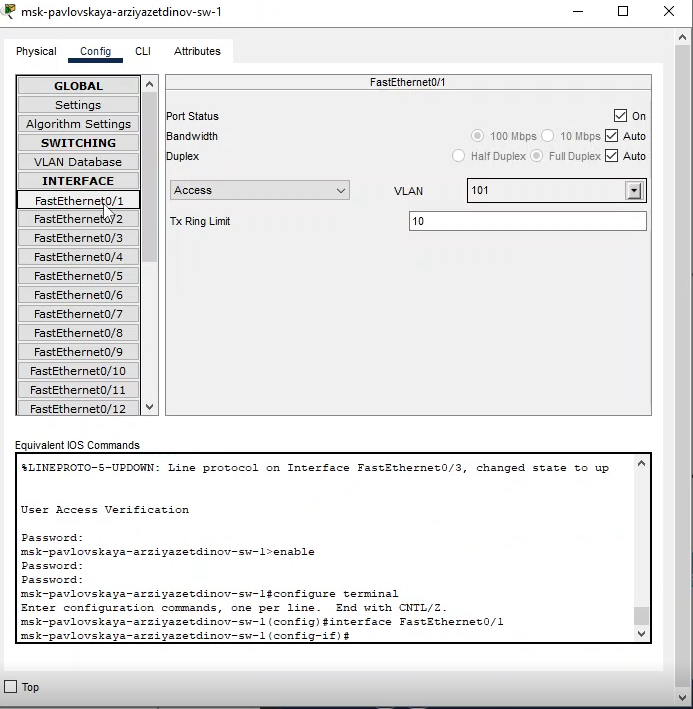 msk-pavlovskaya-arziyazetdinov-sw-1
Physical Config CLI Attributes
GLOBAL
Settings
Algorithm Settings
SWITCHING
VLAN Database
INTERFACE
FastEthernet0/1
FastEthernet0/2
FastEthernet0/3
FastEthernet0/4
FastEthernet0/5
FastEthernet0/6
FastEthernet0/7
FastEthernet0/8
FastEthernet0/9
FastEthernet0/10
FastEthernet0/11
FastEthernet0/12
FastEthernet0/1
Port Status On
Bandwidth 100 Mbps 10 Mbps Auto
Duplex Half Duplex Full Duplex Auto
Access VLAN 101
Tx Ring Limit 10
Equivalent IOS Commands
%LINEPROTO-5-UPDOWN: Line protocol on Interface FastEthernet0/3, changed state to up
User Access Verification
Password:
msk-pavlovskaya-arziyazetdinov-sw-1>enable
Password:
Password:
msk-pavlovskaya-arziyazetdinov-sw-1#configure terminal
Enter configuration commands, one per line. End with CNTL/Z.
msk-pavlovskaya-arziyazetdinov-sw-1(config)#interface FastEthernet0/1
msk-pavlovskaya-arziyazetdinov-sw-1(config-if)#
Top